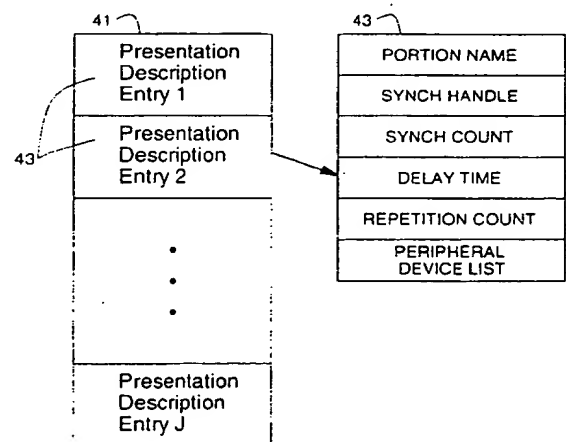 41
Presentation
Description
Entry 1
43
Presentation
Description
Entry 2
Presentation
Description
Entry J
43
PORTION NAME
SYNCH HANDLE
SYNCH COUNT
DELAY TIME
REPETITION COUNT
PERIPHERAL
DEVICE LIST